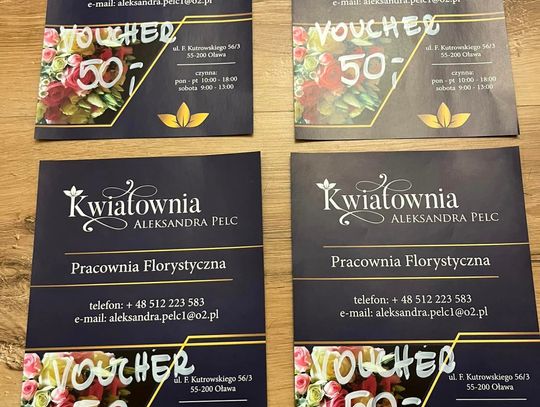 e-mail: aleksandra.pelc1@o2.pl
VOUCHER
50,-
ul. F. Kutrowskiego 56/3
55-200 Oława
czynna:
pon - pt 10:00 - 18:00
sobota 9:00 - 13:00
e-mail: aleksandra.pelc1@o2.pl
VOUCHER
50,-
ul. F. Kutrowskiego 56/3
55-200 Oława
czynna:
pon - pt 10:00 - 18:00
sobota 9:00 - 13:00
Kwiatownia
ALEKSANDRA PELC
Pracownia Florystyczna
telefon: + 48 512 223 583
e-mail: aleksandra.pelc1@o2.pl
VOUCHER
ul. F. Kutrowskiego 56/3
55-200 Oława
Kwiatownia
ALEKSANDRA PELC
Pracownia Florystyczna
telefon: + 48 512 223 583
e-mail: aleksandra.pelc1@o2.pl
VOUCHER
50,-
ul. F. Kutrowskiego 56/3
55-200 Oława